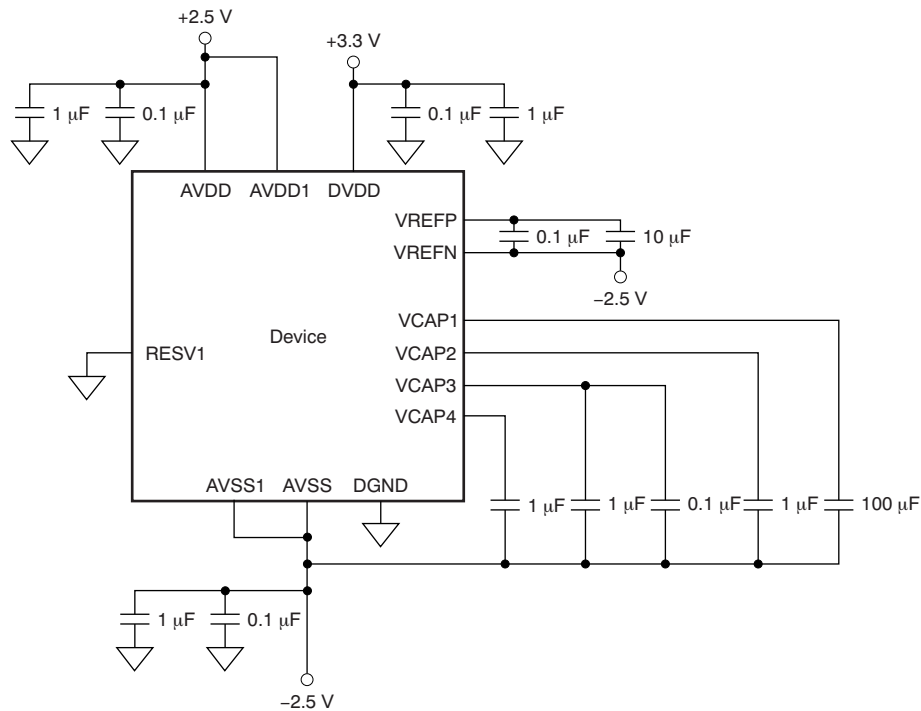 +2.5 V
+3.3 V
1 μF
0.1 μF
0.1 μF
1 μF
AVDD
AVDD1
DVDD
VREFP
0.1 μF
10 μF
VREFN
−2.5 V
VCAP1
Device
RESV1
VCAP2
VCAP3
VCAP4
AVSS1
AVSS
DGND
1 μF
1 μF
0.1 μF
1 μF
100 μF
1 μF
0.1 μF
−2.5 V